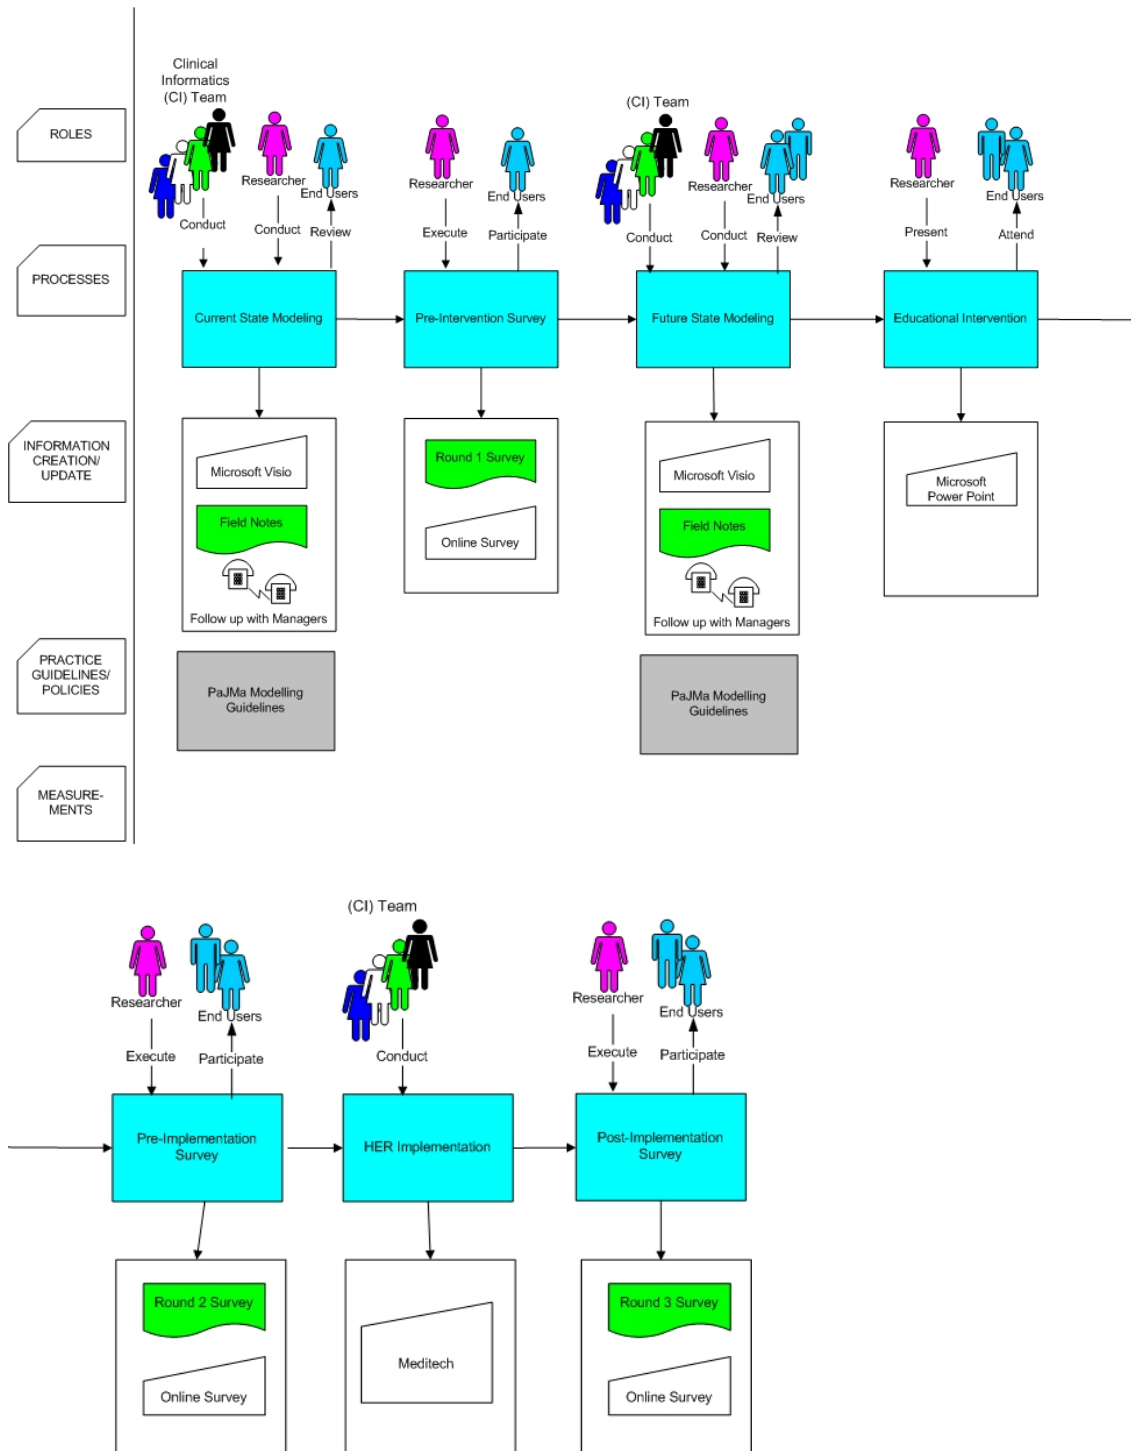 Clinical
Informatics
(CI) Team
(CI) Team
ROLES
Researcher
End Users
Researcher
End Users
Researcher
End Users
Researcher
End Users
Conduct
Conduct
Review
Execute
Participate
Conduct
Conduct
Review
Present
Attend
PROCESSES
Current State Modeling
Pre-Intervention Survey
Future State Modeling
Educational Intervention
INFORMATION
CREATION/
UPDATE
Microsoft Visio
Field Notes
Follow up with Managers
Round 1 Survey
Online Survey
Microsoft Visio
Field Notes
Follow up with Managers
Microsoft
Power Point
PRACTICE
GUIDELINES/
POLICIES
PaJMa Modelling
Guidelines
PaJMa Modelling
Guidelines
MEASURE-
MENTS
(CI) Team
Researcher
End Users
Researcher
End Users
Execute
Participate
Conduct
Execute
Participate
Pre-Implementation
Survey
HER Implementation
Post-Implementation
Survey
Round 2 Survey
Online Survey
Meditech
Round 3 Survey
Online Survey